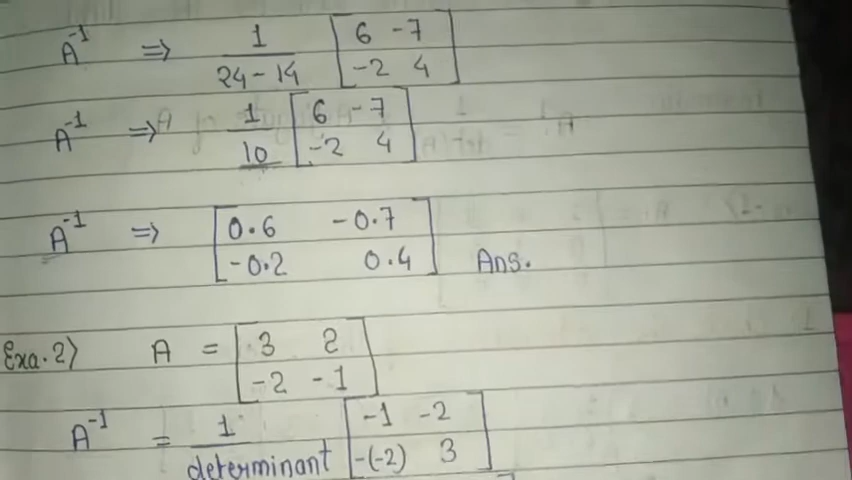 A⁻¹ ⇒ 1/(24-14) [6 -7; -2 4]
A⁻¹ ⇒ 1/10 [6 -7; -2 4]
A⁻¹ ⇒ [0.6 -0.7; -0.2 0.4] Ans.
Exa.2) A = [3 2; -2 -1]
A⁻¹ = 1/determinant [-1 -2; -(-2) 3]